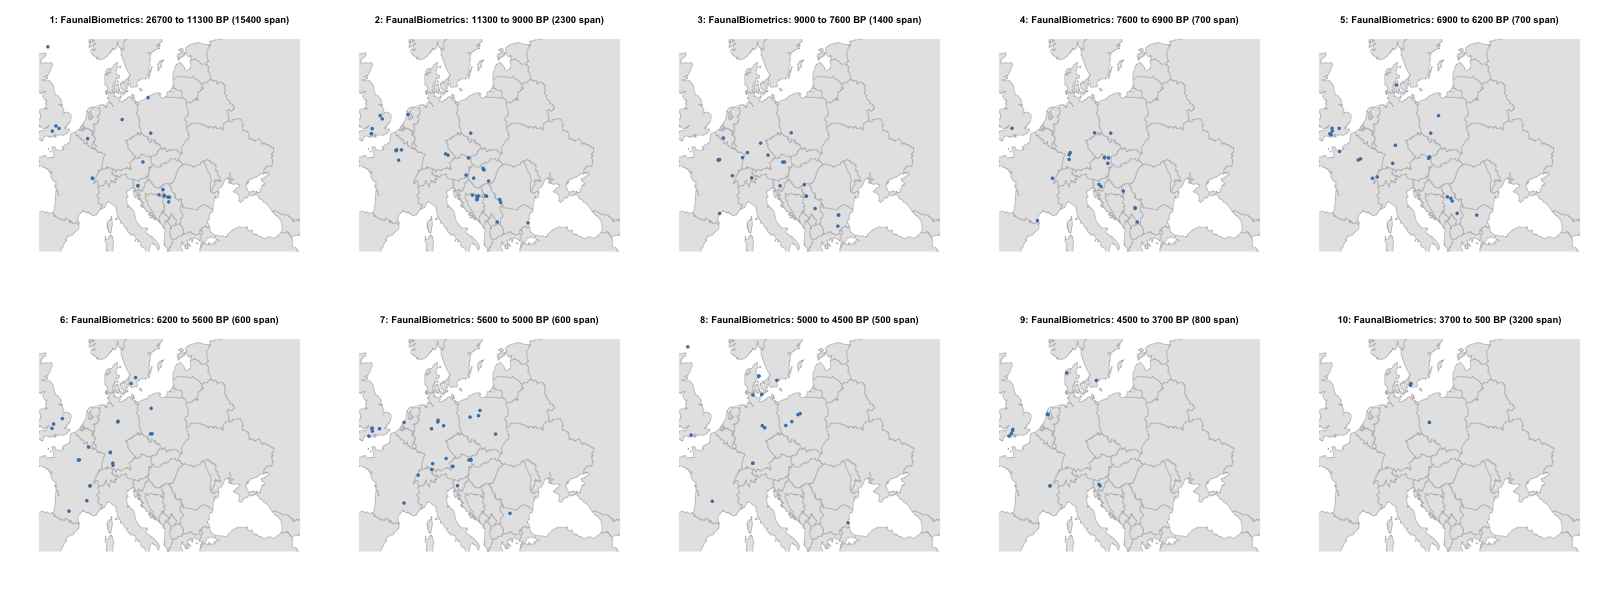 1: FaunalBiometrics: 26700 to 11300 BP (15400 span)
2: FaunalBiometrics: 11300 to 9000 BP (2300 span)
3: FaunalBiometrics: 9000 to 7600 BP (1400 span)
4: FaunalBiometrics: 7600 to 6900 BP (700 span)
5: FaunalBiometrics: 6900 to 6200 BP (700 span)
6: FaunalBiometrics: 6200 to 5600 BP (600 span)
7: FaunalBiometrics: 5600 to 5000 BP (600 span)
8: FaunalBiometrics: 5000 to 4500 BP (500 span)
9: FaunalBiometrics: 4500 to 3700 BP (800 span)
10: FaunalBiometrics: 3700 to 500 BP (3200 span)